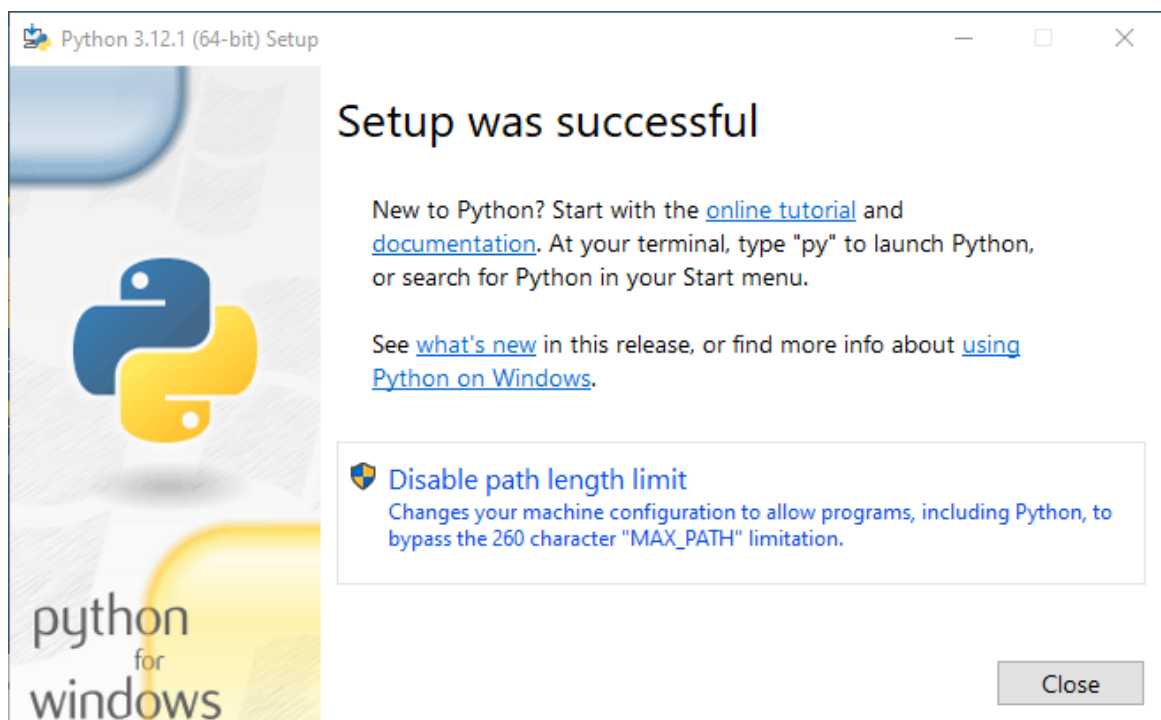 Python 3.12.1 (64-bit) Setup
Setup was successful
New to Python? Start with the online tutorial and
documentation. At your terminal, type "py" to launch Python,
or search for Python in your Start menu.
See what's new in this release, or find more info about using
Python on Windows.
Disable path length limit
Changes your machine configuration to allow programs, including Python, to
bypass the 260 character "MAX_PATH" limitation.
python
for
windows
Close